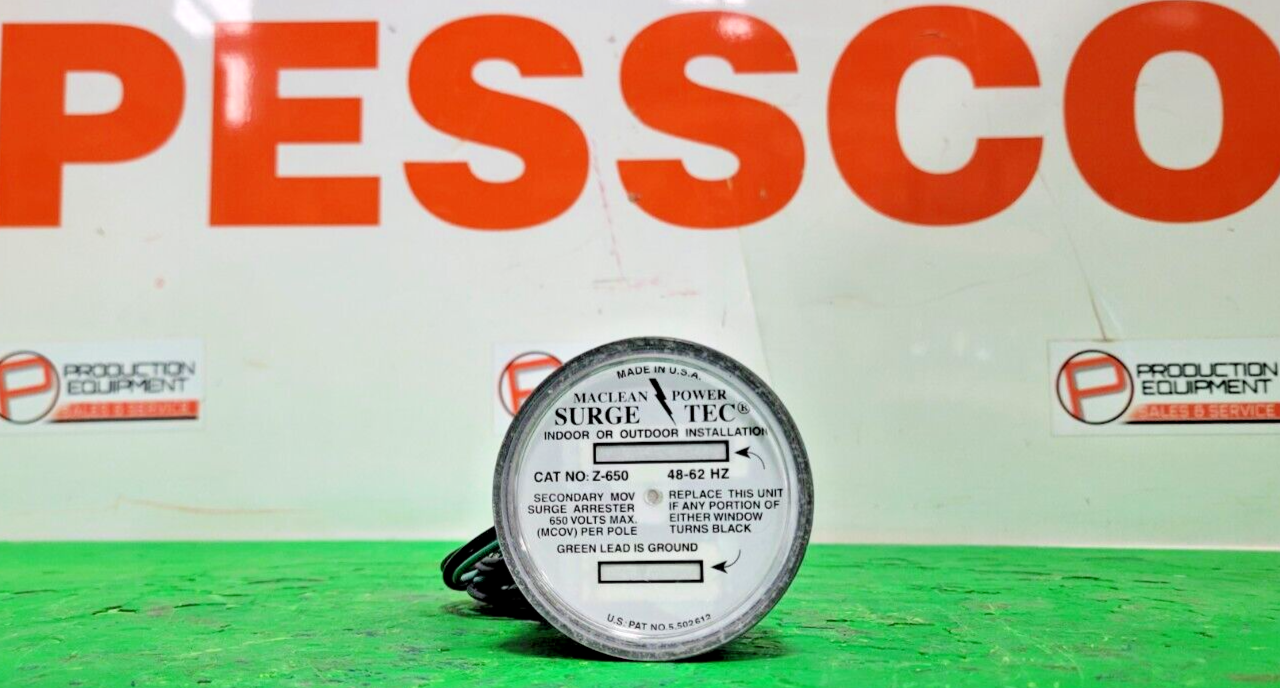 PESSCO
PRODUCTION
EQUIPMENT
SALES & SERVICE
P
PRODUCTION
EQUIPMENT
SALES & SERVICE
MADE IN U.S.A.
MACLEAN POWER
SURGE TEC®
INDOOR OR OUTDOOR INSTALLATION
CAT NO: Z-650 48-62 HZ
SECONDARY MOV
SURGE ARRESTER
650 VOLTS MAX.
(MCOV) PER POLE
REPLACE THIS UNIT
IF ANY PORTION OF
EITHER WINDOW
TURNS BLACK
GREEN LEAD IS GROUND
U.S. PAT NO. 5,502,612